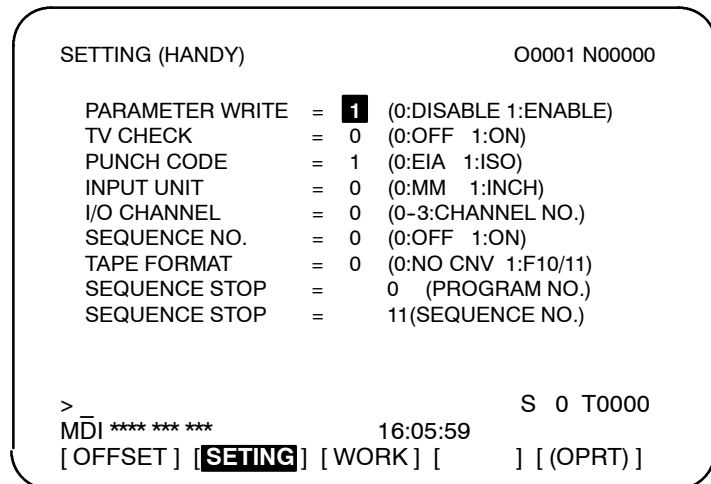 SETTING (HANDY) O0001 N00000
PARAMETER WRITE = 1 (0:DISABLE 1:ENABLE)
TV CHECK = 0 (0:OFF 1:ON)
PUNCH CODE = 1 (0:EIA 1:ISO)
INPUT UNIT = 0 (0:MM 1:INCH)
I/O CHANNEL = 0 (0-3:CHANNEL NO.)
SEQUENCE NO. = 0 (0:OFF 1:ON)
TAPE FORMAT = 0 (0:NO CNV 1:F10/11)
SEQUENCE STOP = 0 (PROGRAM NO.)
SEQUENCE STOP = 11(SEQUENCE NO.)
> _ S 0 T0000
MDI **** *** *** 16:05:59
[ OFFSET ] [ SETING ] [ WORK ] [ ] [ (OPRT) ]